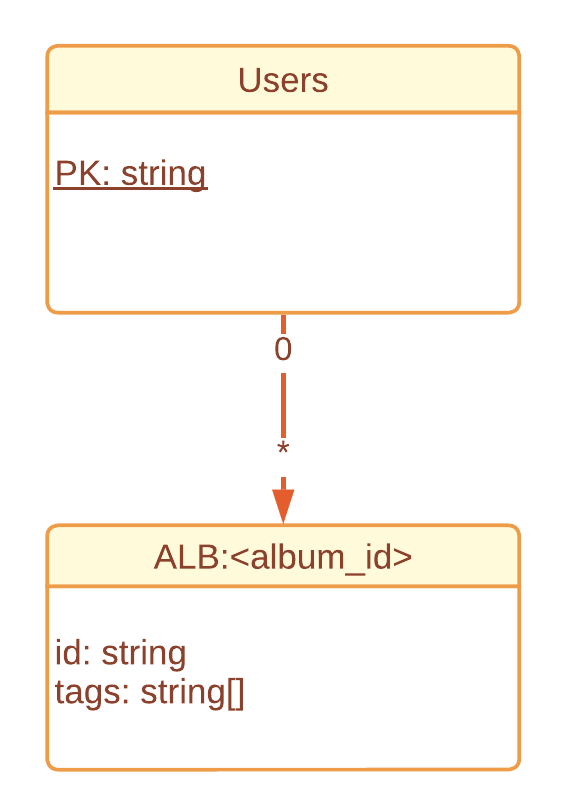 Users
PK: string
0
*
ALB:<album_id>
id: string
tags: string[]